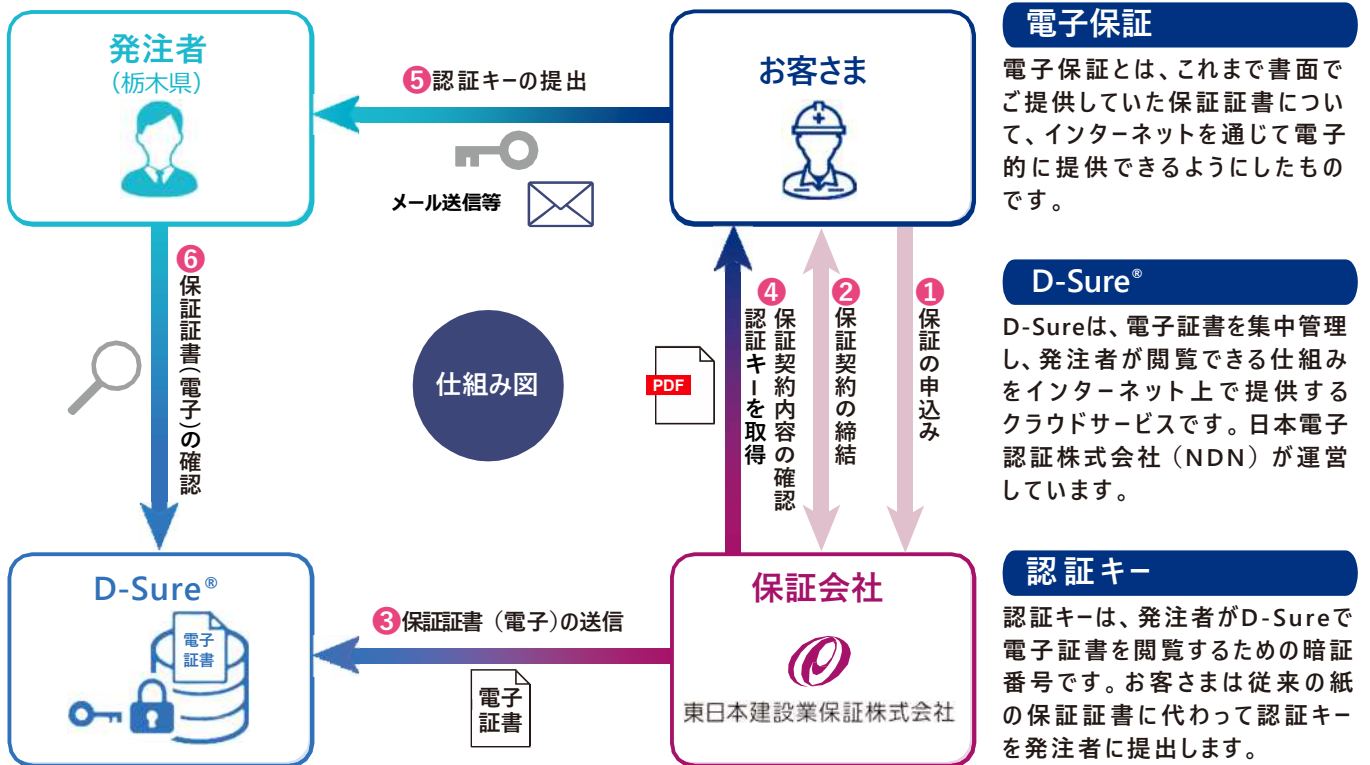 発注者
(栃木県)
❺認証キーの提出
メール送信等
お客さま
❻保証証書(電子)の確認
仕組み図
PDF
❹保証契約内容の確認
認証キーを取得
❷保証契約の締結
❶保証の申込み
D-Sure®
電子
証書
❸保証証書（電子)の送信
電子
証書
保証会社
東日本建設業保証株式会社
電子保証
電子保証とは、これまで書面で
ご提供していた保証証書につい
て、インターネットを通じて電子
的に提供できるようにしたもの
です。
D-Sure®
D-Sureは、電子証書を集中管理
し、発注者が閲覧できる仕組み
をインターネット上で提供する
クラウドサービスです。日本電子
認証株式会社（NDN）が運営
しています。
認証キー
認証キーは、発注者がD-Sureで
電子証書を閲覧するための暗証
番号です。お客さまは従来の紙
の保証証書に代わって認証キー
を発注者に提出します。